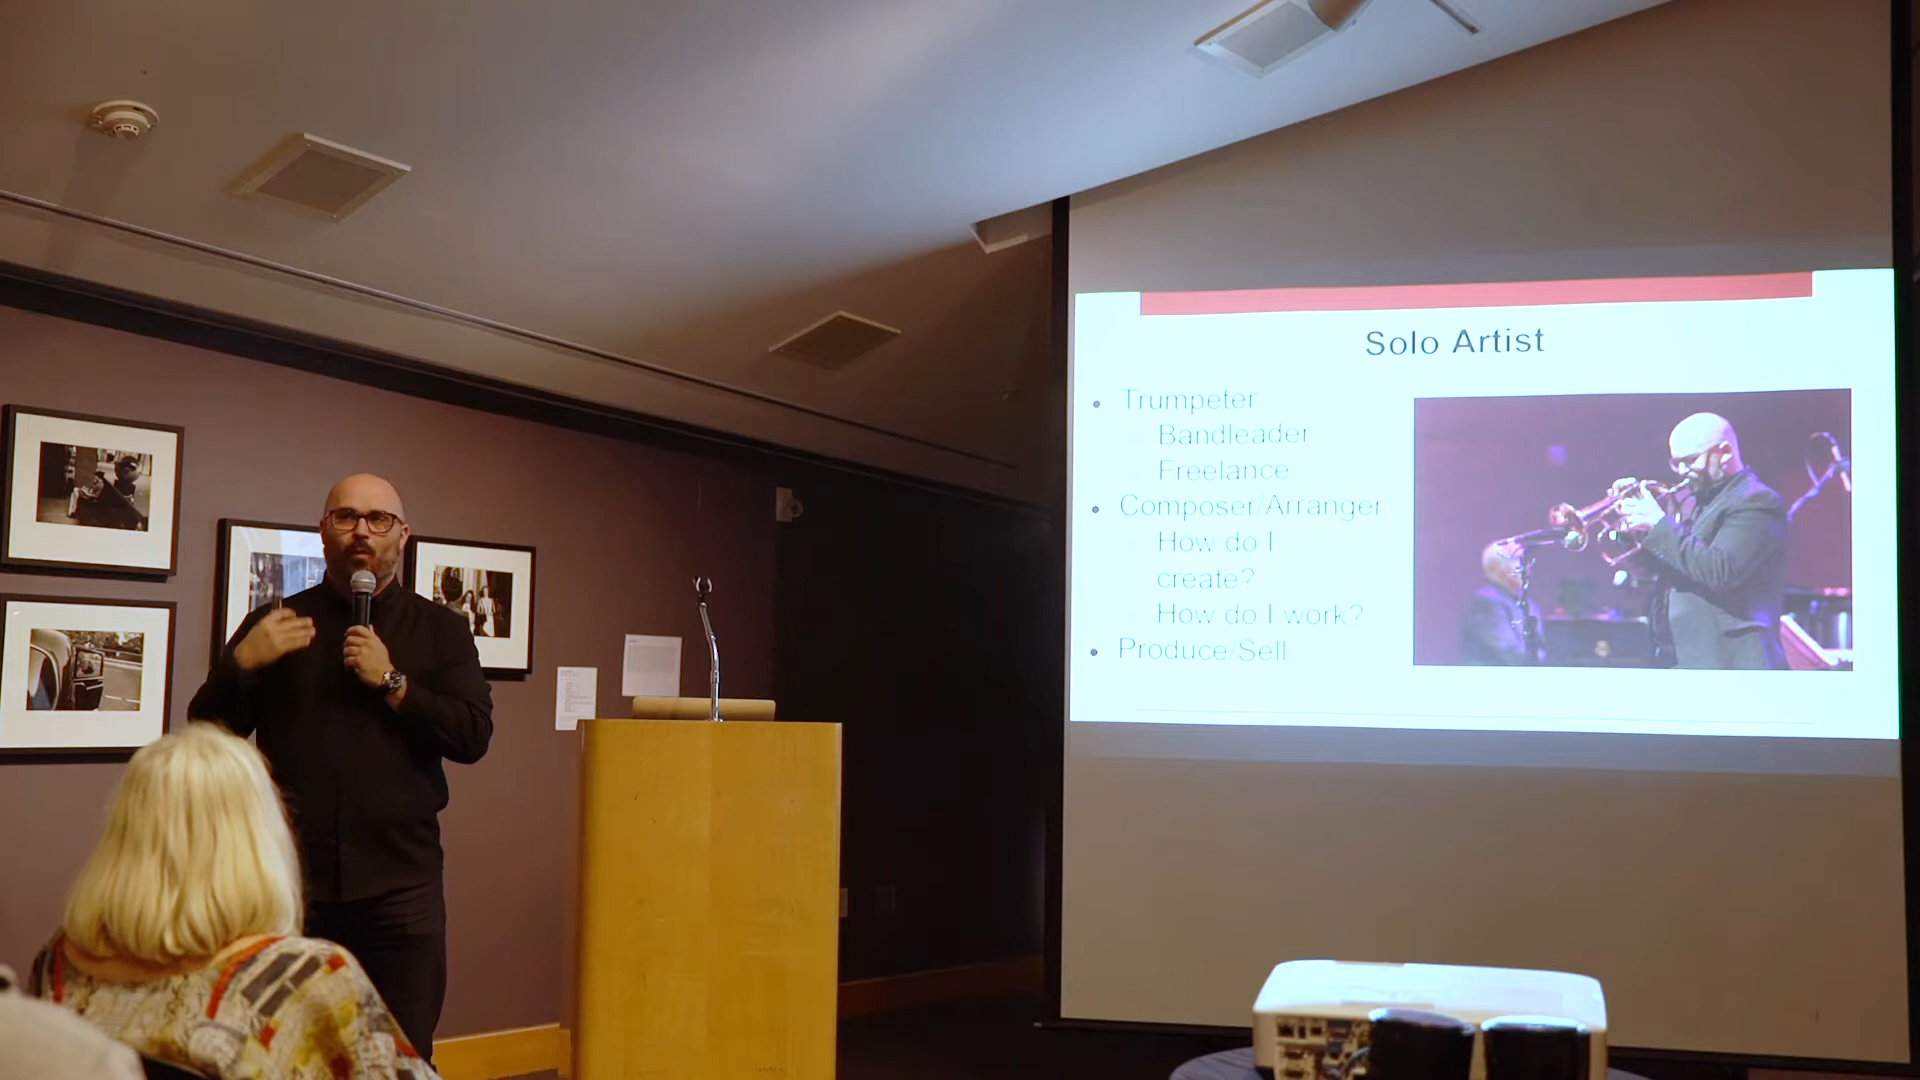 Solo Artist
Trumpeter
Bandleader
Freelance
Composer/Arranger
How do I
create?
How do I work?
Produce/Sell